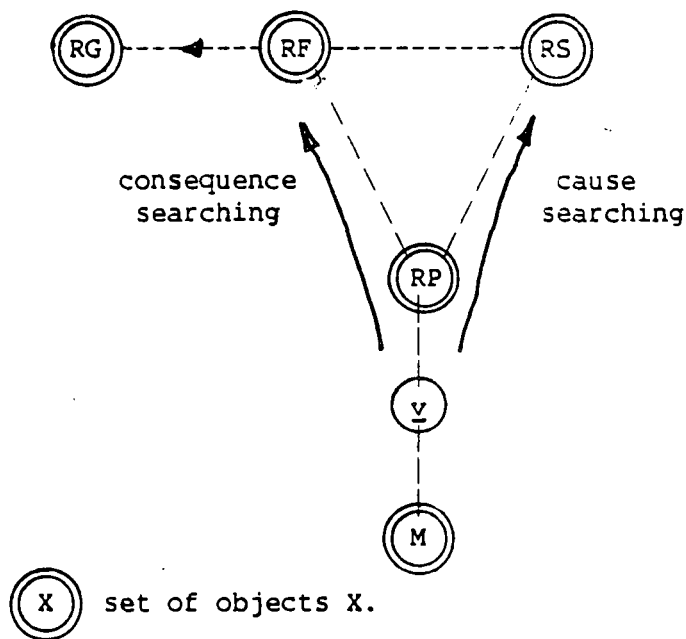 RG RF RS
consequence
searching
cause
searching
RP
v
M
X set of objects X.